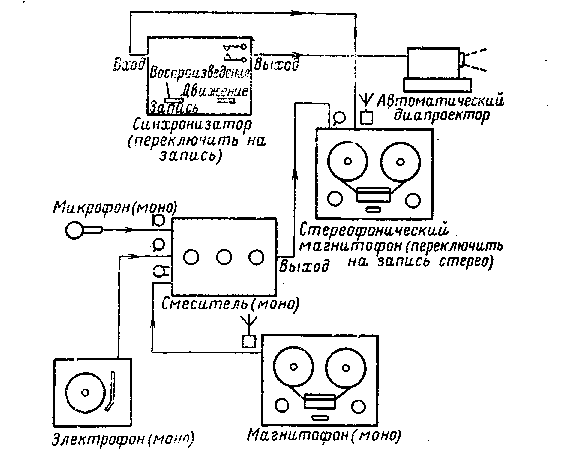 Вход
Выход
Воспроизведение
Движение
Запись
Синхронизатор
(переключить на
запись)
Автоматический
диапроектор
Микрофон (моно)
Стереофонический
магнитофон (переключить
на запись стерео)
Выход
Смеситель (моно)
Электрофон (моно)
Магнитофон (моно)